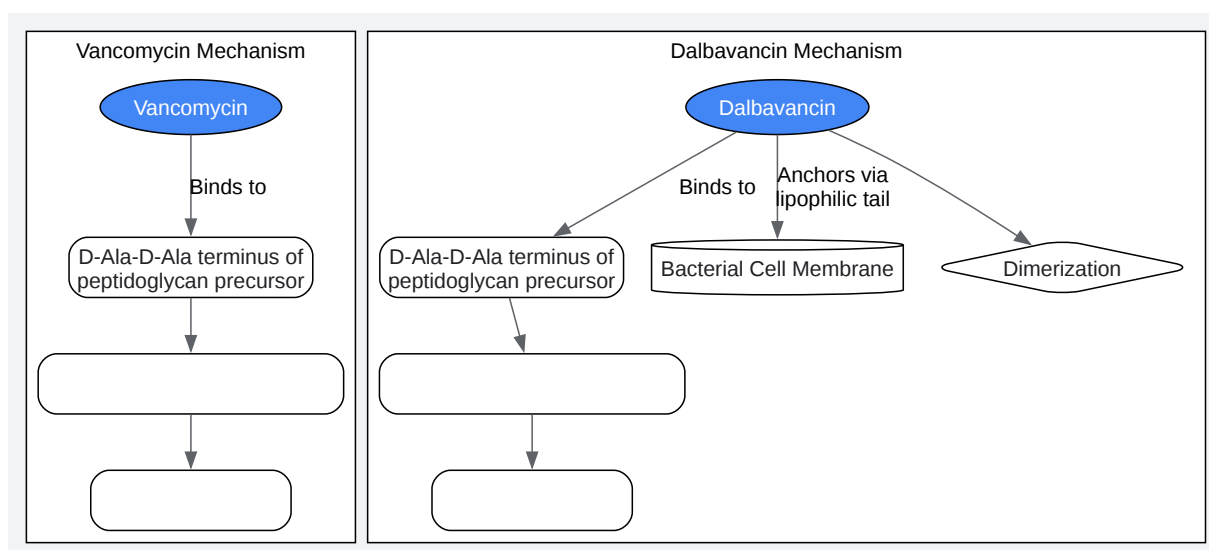 Vancomycin Mechanism
Vancomycin
Binds to
D-Ala-D-Ala terminus of
peptidoglycan precursor
Dalbavancin Mechanism
Dalbavancin
Binds to
Anchors via
lipophilic tail
D-Ala-D-Ala terminus of
peptidoglycan precursor
Bacterial Cell Membrane
Dimerization